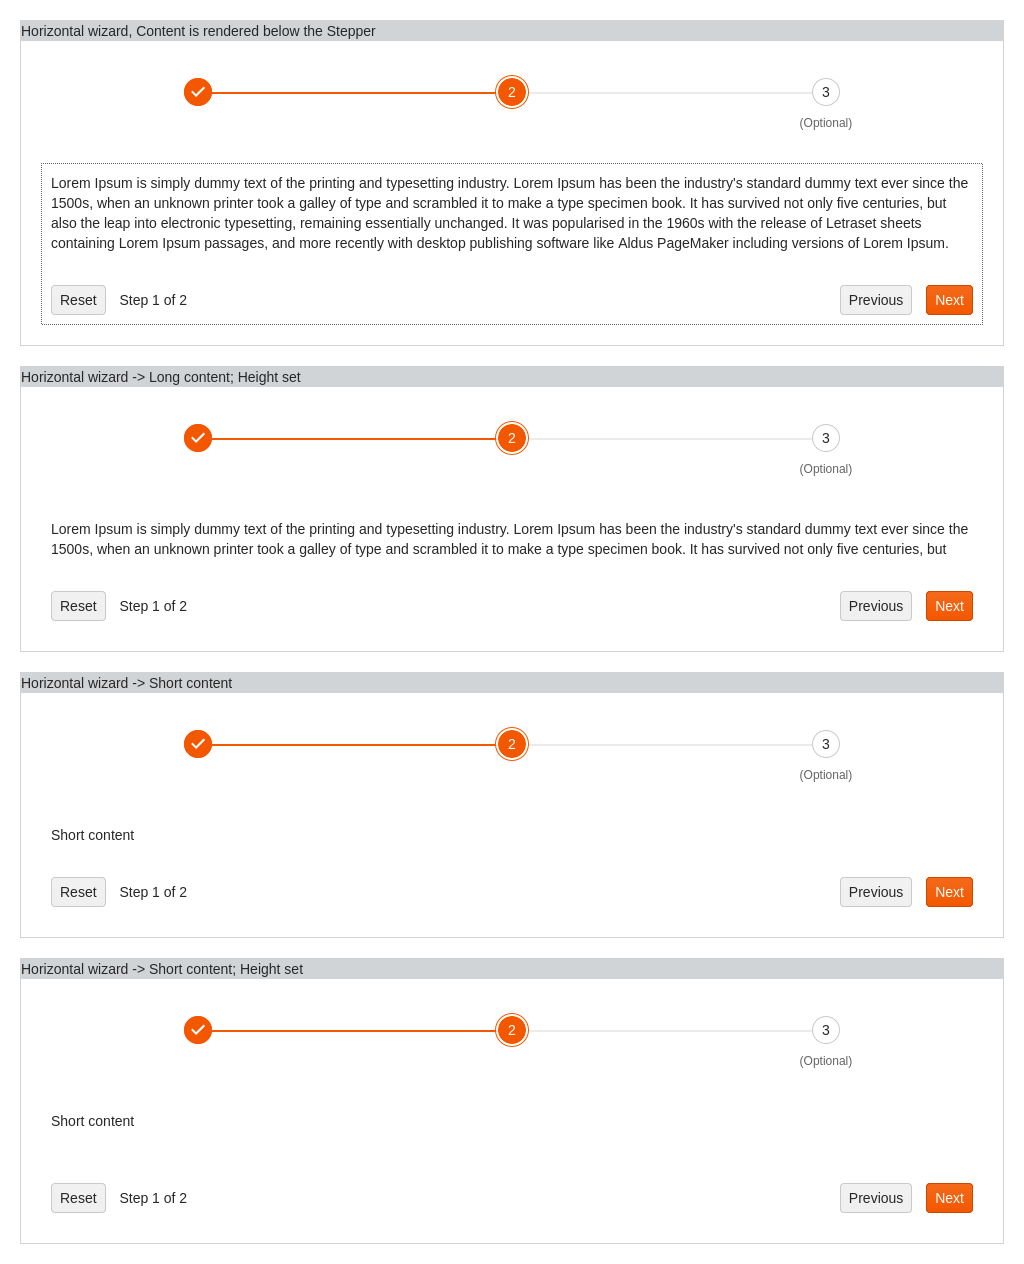 Horizontal wizard, Content is rendered below the Stepper
2
3
(Optional)
Lorem Ipsum is simply dummy text of the printing and typesetting industry. Lorem Ipsum has been the industry's standard dummy text ever since the
1500s, when an unknown printer took a galley of type and scrambled it to make a type specimen book. It has survived not only five centuries, but
also the leap into electronic typesetting, remaining essentially unchanged. It was popularised in the 1960s with the release of Letraset sheets
containing Lorem Ipsum passages, and more recently with desktop publishing software like Aldus PageMaker including versions of Lorem Ipsum.
Reset Step 1 of 2 Previous Next
Horizontal wizard -> Long content; Height set
2
3
(Optional)
Lorem Ipsum is simply dummy text of the printing and typesetting industry. Lorem Ipsum has been the industry's standard dummy text ever since the
1500s, when an unknown printer took a galley of type and scrambled it to make a type specimen book. It has survived not only five centuries, but
Reset Step 1 of 2 Previous Next
Horizontal wizard -> Short content
2
3
(Optional)
Short content
Reset Step 1 of 2 Previous Next
Horizontal wizard -> Short content; Height set
2
3
(Optional)
Short content
Reset Step 1 of 2 Previous Next